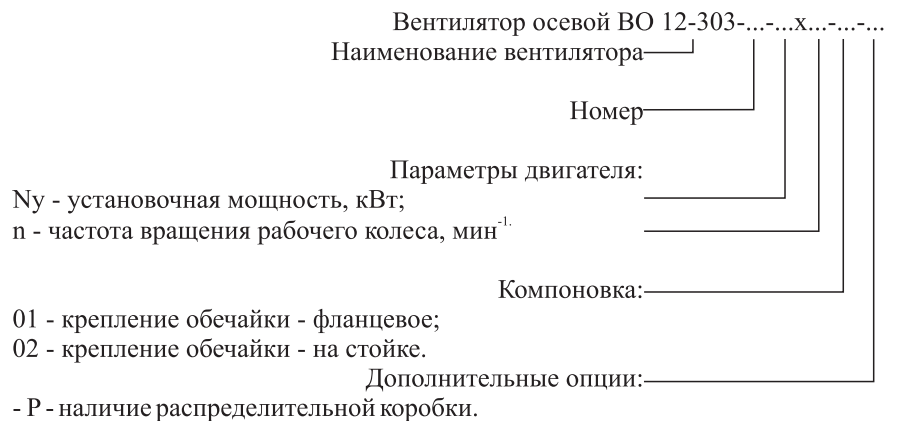 Вентилятор осевой ВО 12-303-...-...х...-...-...
Наименование вентилятора
Номер
Параметры двигателя:
Nу - установочная мощность, кВт;
n - частота вращения рабочего колеса, мин-1.
Компоновка:
01 - крепление обечайки - фланцевое;
02 - крепление обечайки - на стойке.
Дополнительные опции:
- Р - наличие распределительной коробки.